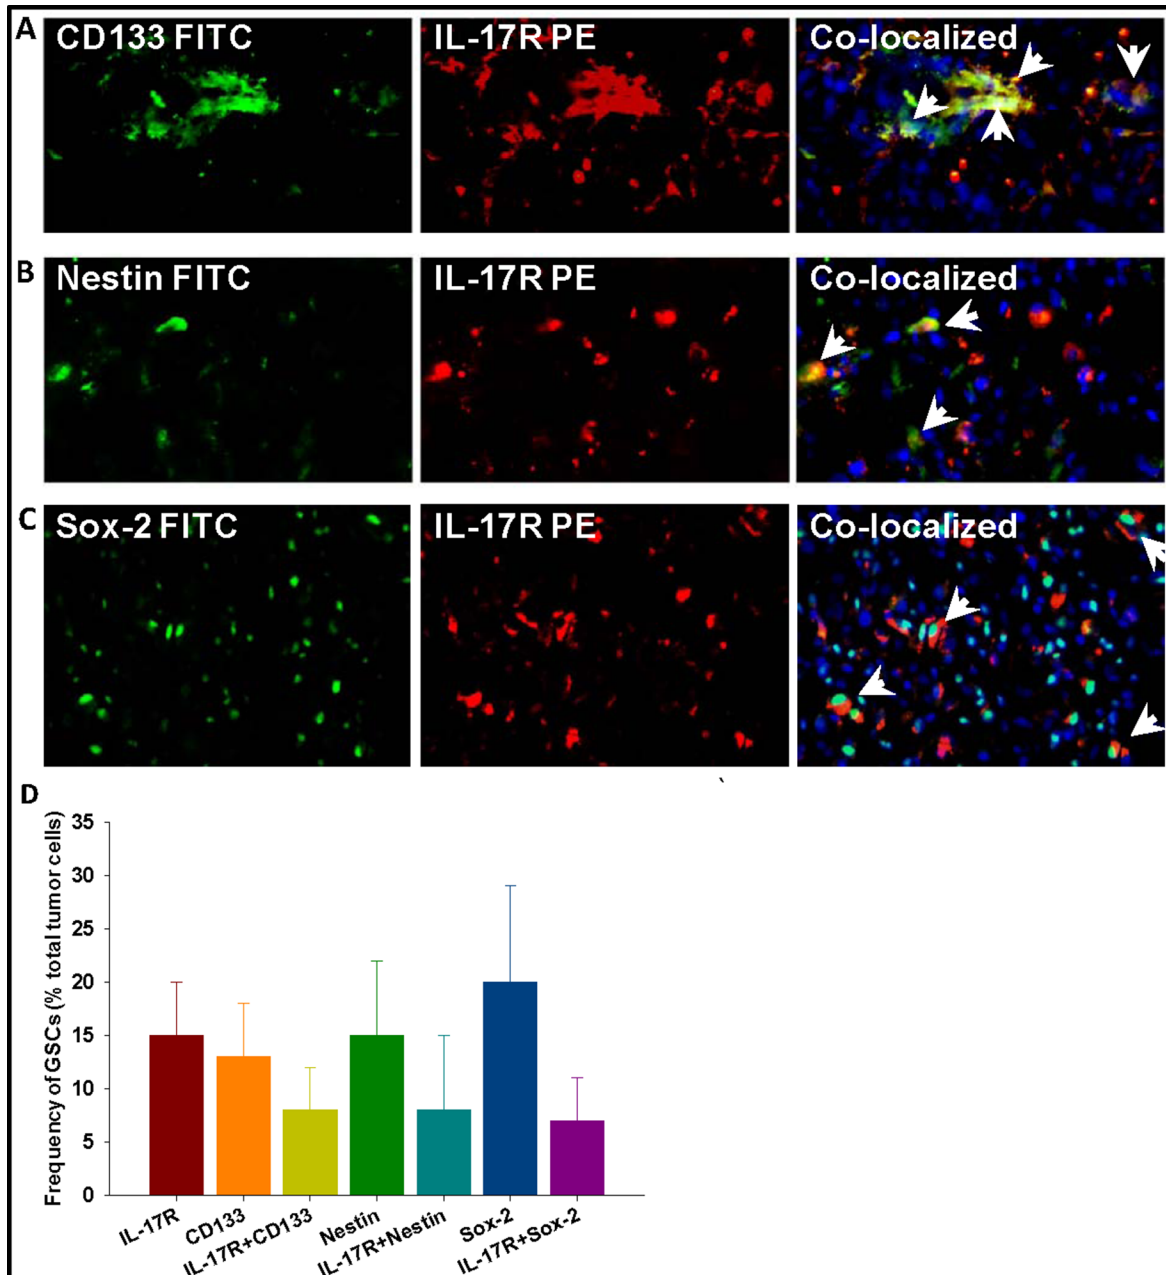 A
CD133 FITC
IL-17R PE
Co-localized
B
Nestin FITC
IL-17R PE
Co-localized
C
Sox-2 FITC
IL-17R PE
Co-localized
`
D
Frequency of GSCs (% total tumor cells)
35
30
25
20
15
10
5
0
IL-17R
CD133
IL-17R+CD133
Nestin
IL-17R+Nestin
Sox-2
IL-17R+Sox-2